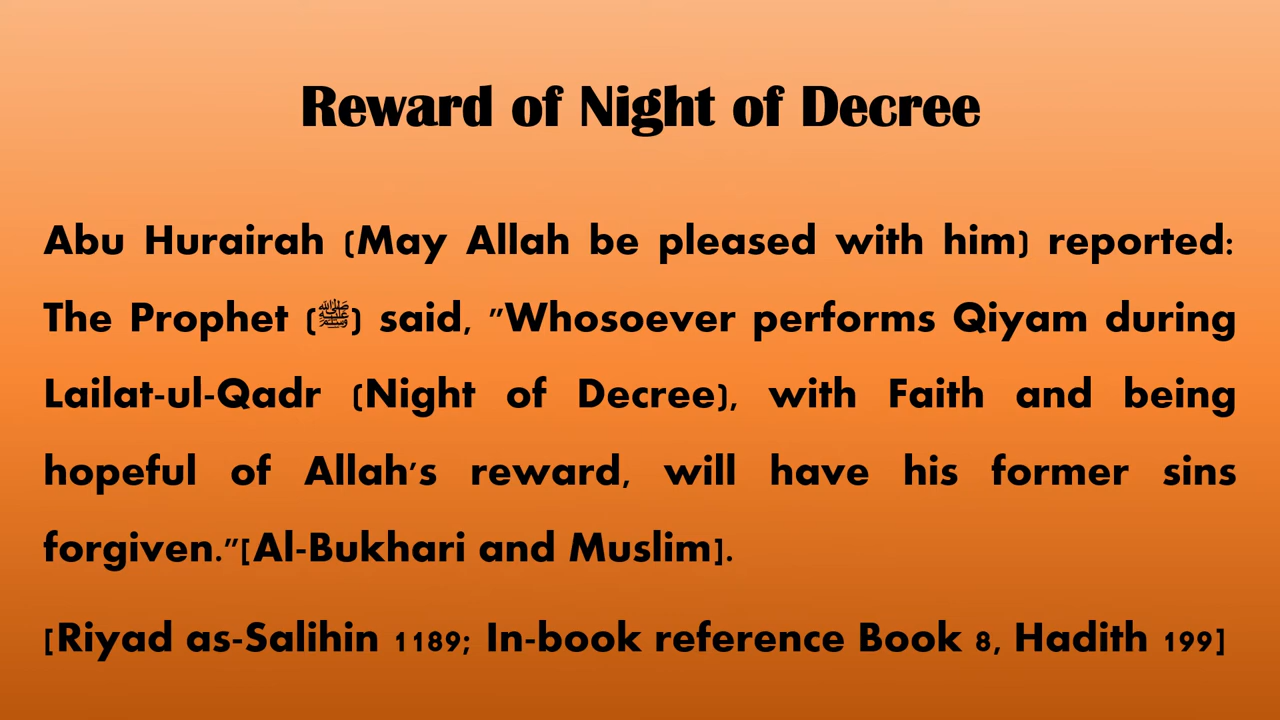 Reward of Night of Decree
Abu Hurairah (May Allah be pleased with him) reported:
The Prophet (ﷺ) said, "Whosoever performs Qiyam during
Lailat-ul-Qadr (Night of Decree), with Faith and being
hopeful of Allah's reward, will have his former sins
forgiven."[Al-Bukhari and Muslim].
[Riyad as-Salihin 1189; In-book reference Book 8, Hadith 199]